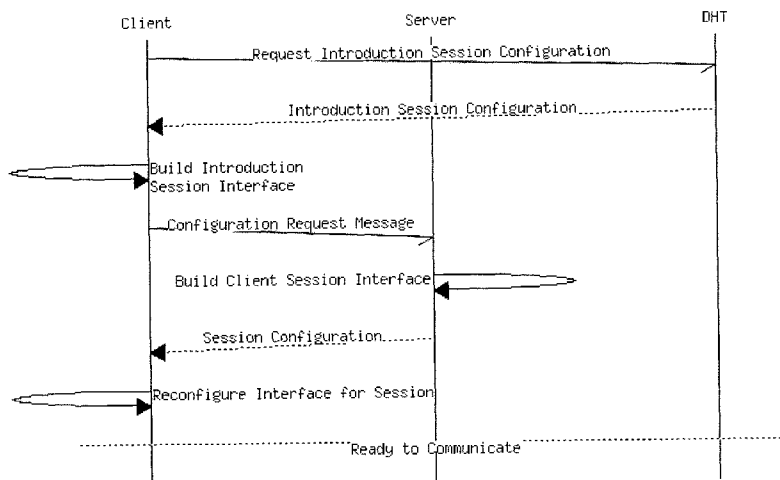 Client
Server
DHT
Request Introduction Session Configuration
Introduction Session Configuration
Build Introduction
Session Interface
Configuration Request Message
Build Client Session Interface
Session Configuration
Reconfigure Interface for Session
Ready to Communicate